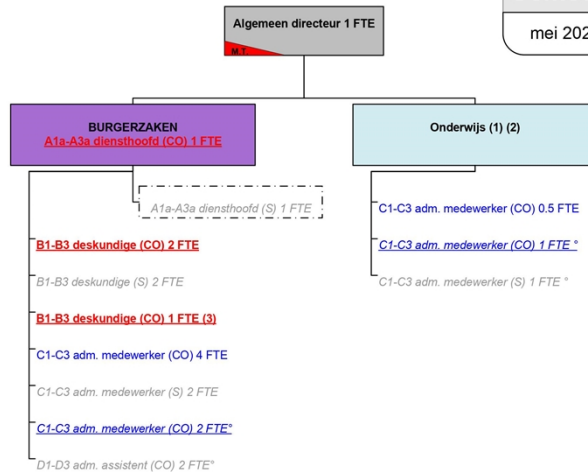 Algemeen directeur 1 FTE
M.T.
mei 202
BURGERZAKEN
A1a-A3a diensthoofd (CO) 1 FTE
Onderwijs (1) (2)
A1a-A3a diensthoofd (S) 1 FTE
B1-B3 deskundige (CO) 2 FTE
B1-B3 deskundige (S) 2 FTE
B1-B3 deskundige (CO) 1 FTE (3)
C1-C3 adm. medewerker (CO) 4 FTE
C1-C3 adm. medewerker (S) 2 FTE
C1-C3 adm. medewerker (CO) 2 FTE°
D1-D3 adm. assistent (CO) 2 FTE°
C1-C3 adm. medewerker (CO) 0.5 FTE
C1-C3 adm. medewerker (CO) 1 FTE °
C1-C3 adm. medewerker (S) 1 FTE °